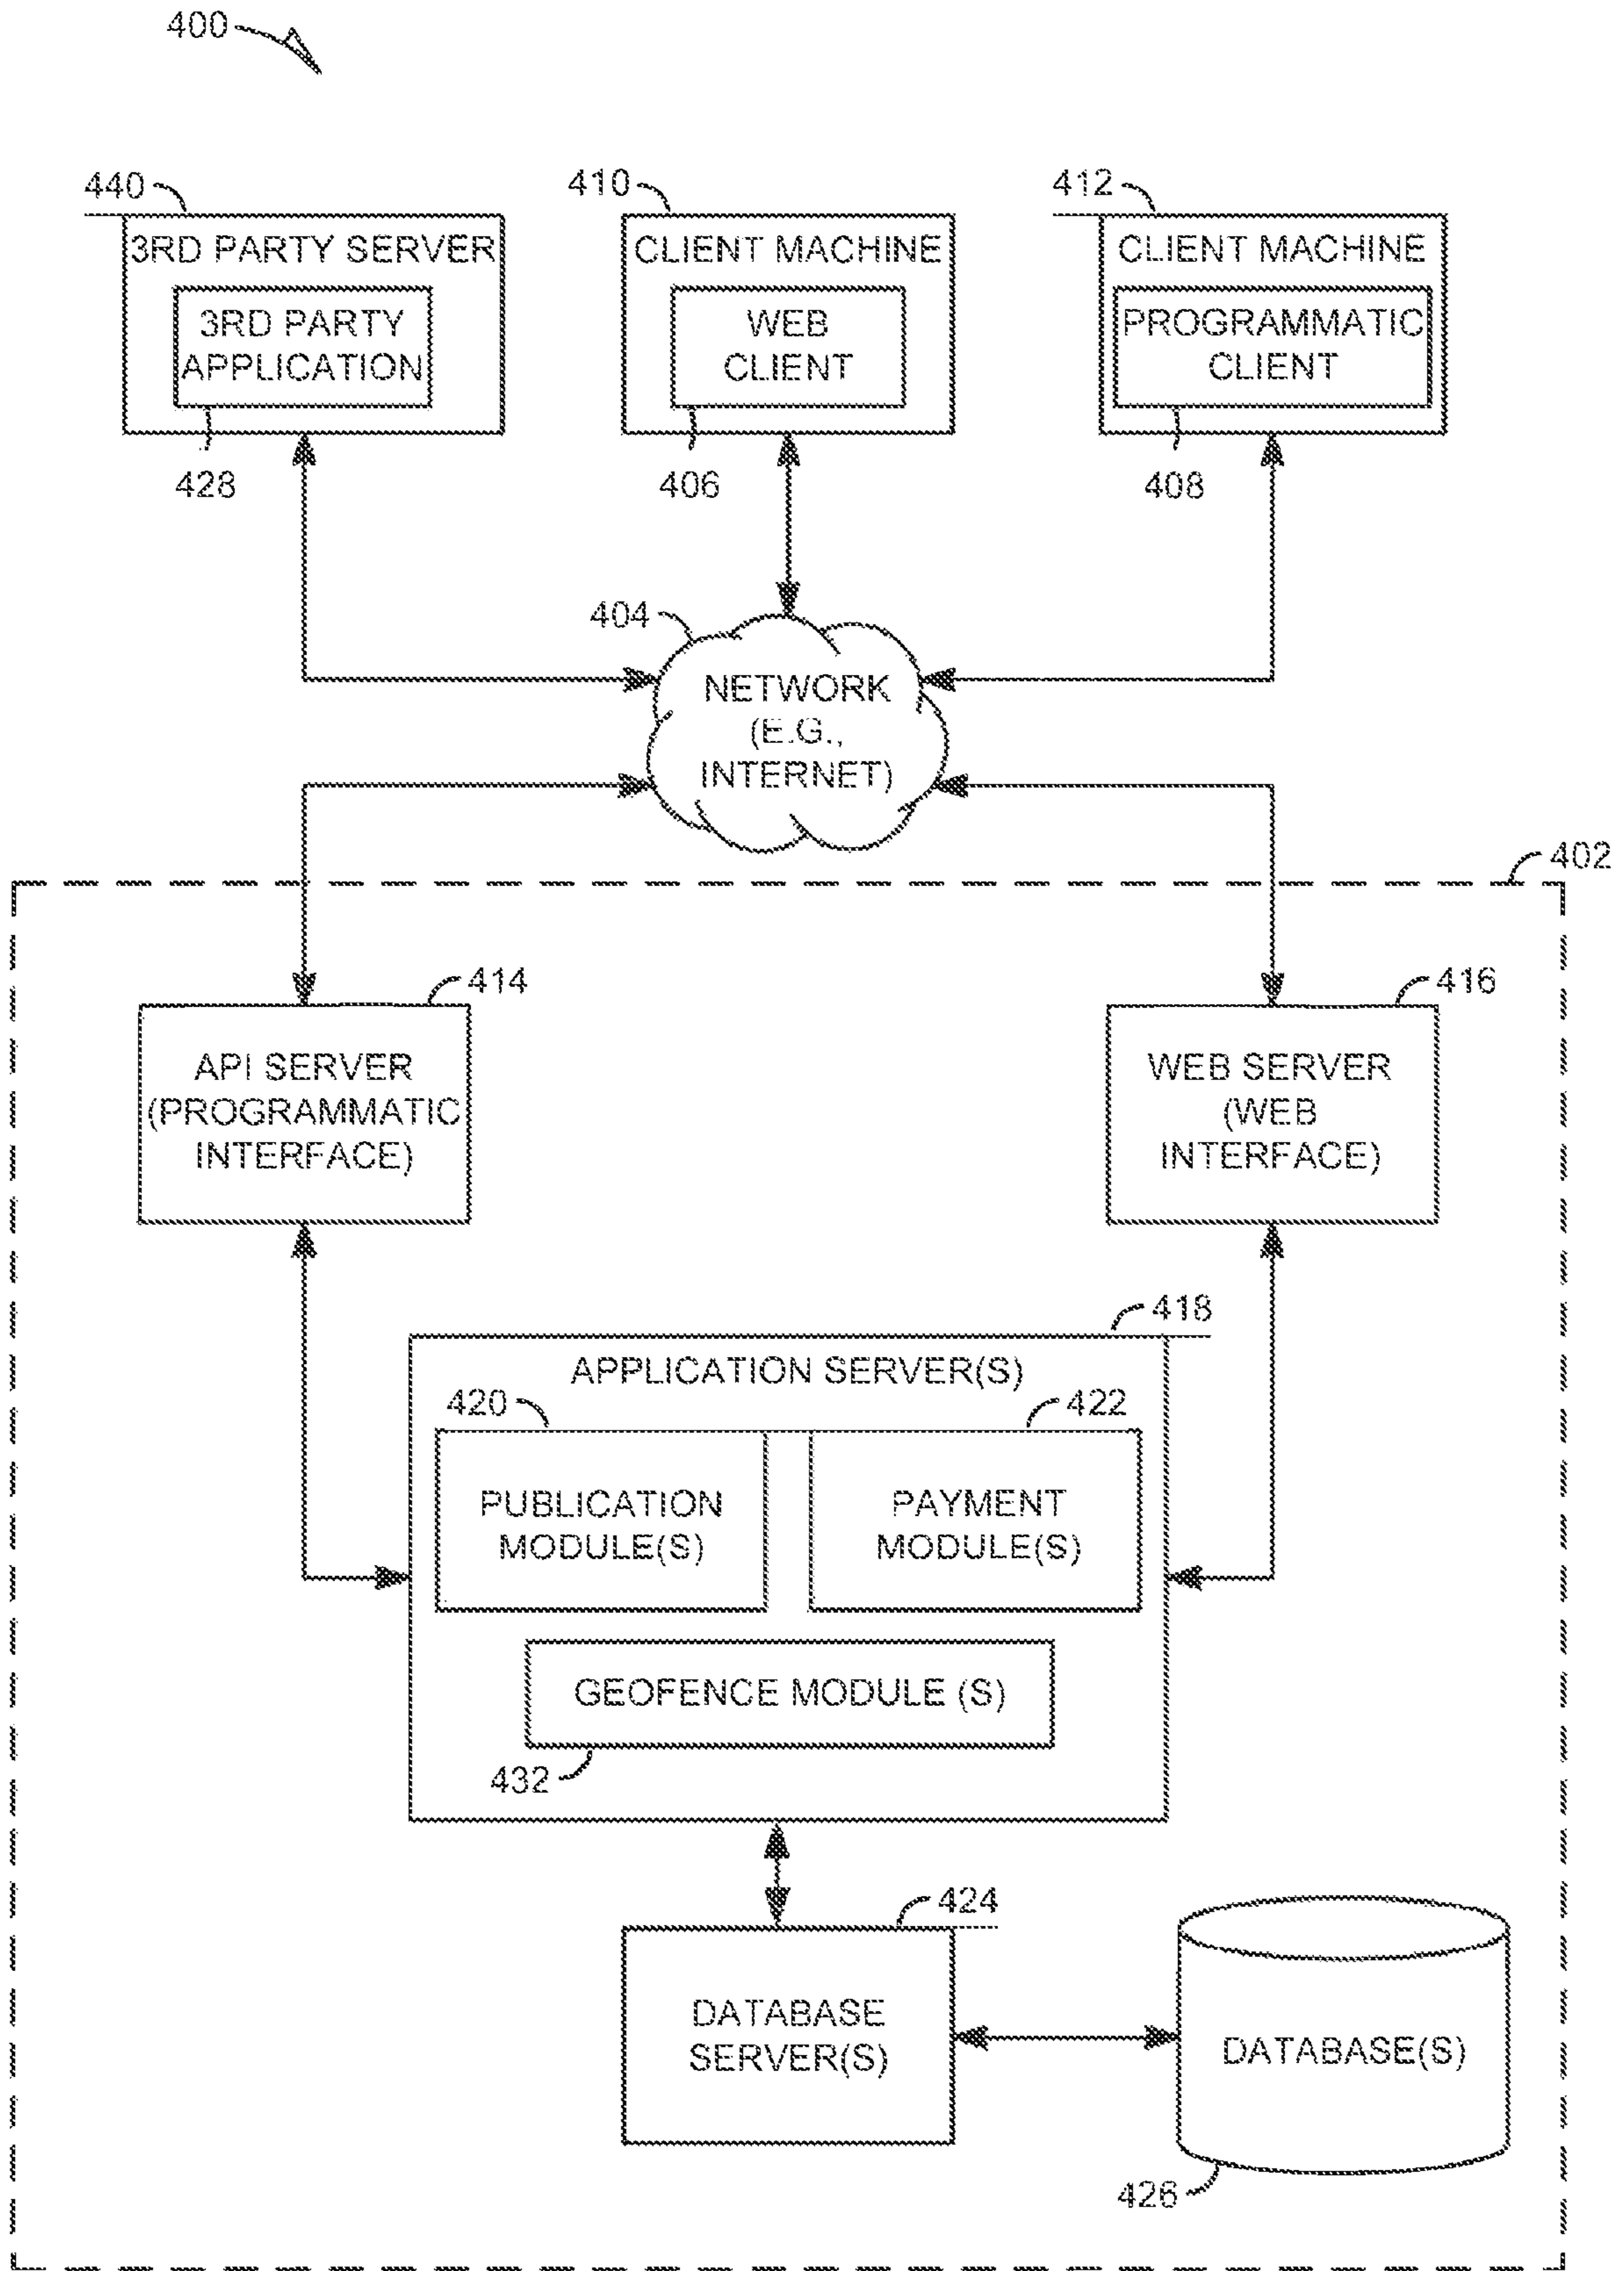 400
440
410
412
3RD PARTY SERVER
CLIENT MACHINE
CLIENT MACHINE
3RD PARTY
APPLICATION
WEB
CLIENT
PROGRAMMATIC
CLIENT
428
406
408
404
NETWORK
(E.G.,
INTERNET)
402
414
416
API SERVER
(PROGRAMMATIC
INTERFACE)
WEB SERVER
(WEB
INTERFACE)
418
APPLICATION SERVER(S)
420
422
PUBLICATION
MODULE(S)
PAYMENT
MODULE(S)
GEOFENCE MODULE (S)
432
424
DATABASE
SERVER(S)
DATABASE(S)
426